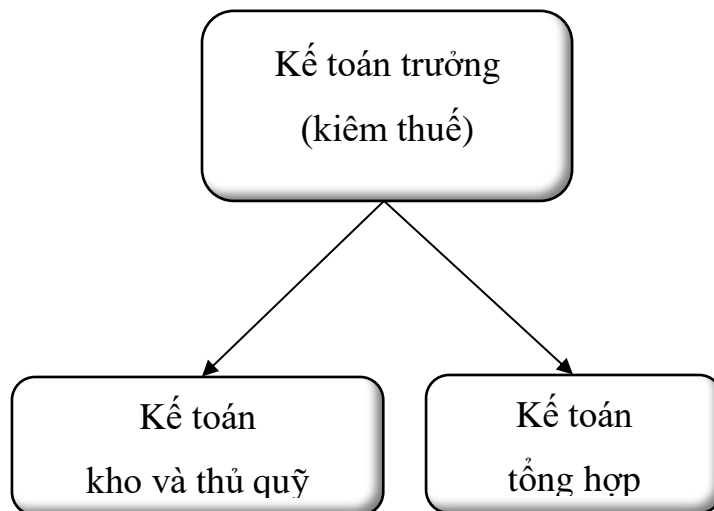 Kế toán trưởng
(kiêm thuế)
Kế toán
kho và thủ quỹ
Kế toán
tổng hợp